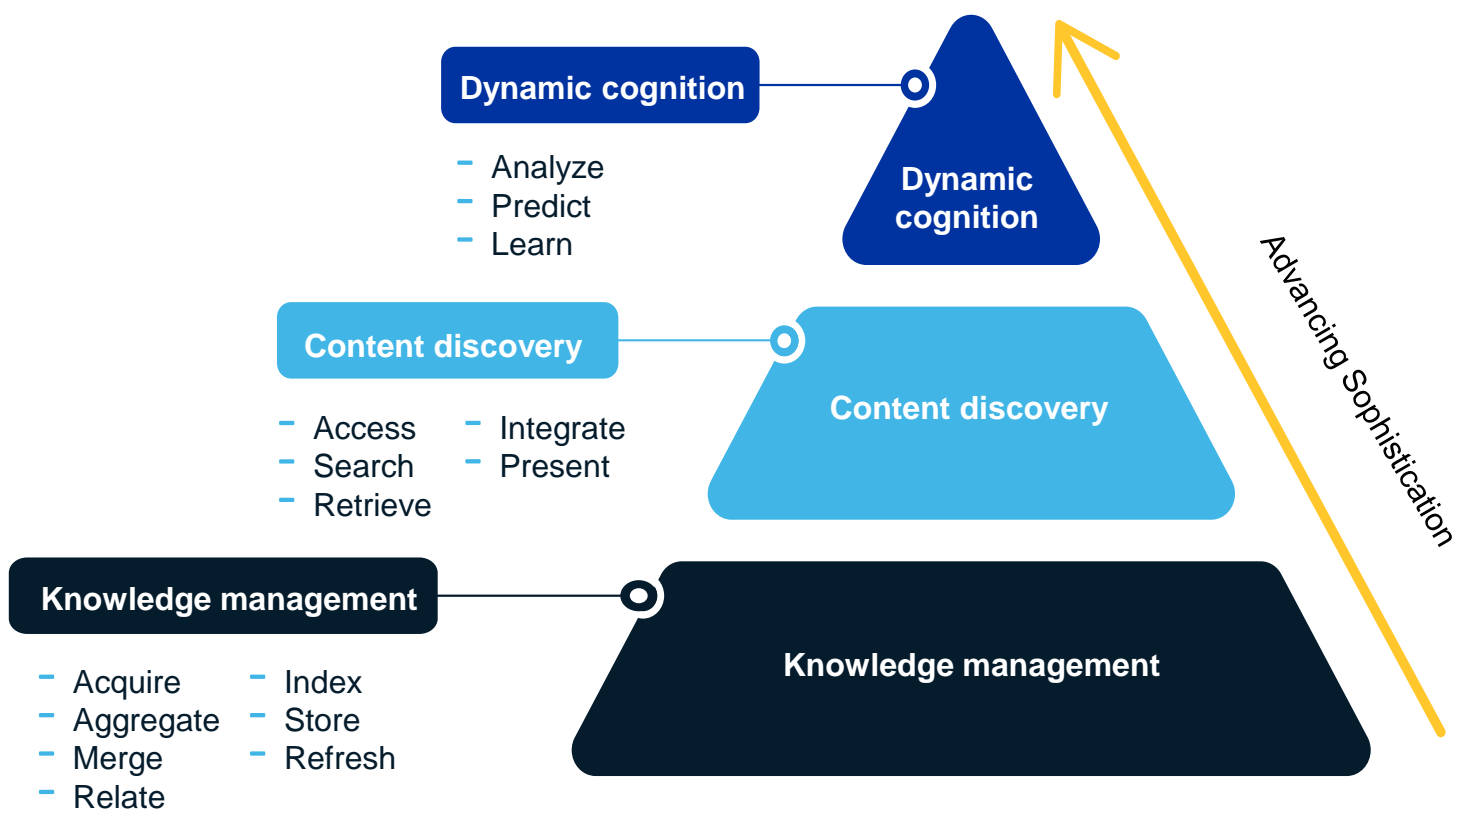 Dynamic cognition
- Analyze
- Predict
- Learn
Dynamic
cognition
Content discovery
- Access
- Search
- Retrieve
- Integrate
- Present
Content discovery
Knowledge management
- Acquire
- Aggregate
- Merge
- Relate
- Index
- Store
- Refresh
Knowledge management
Advancing Sophistication